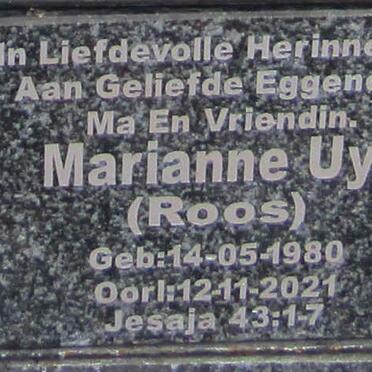 In Liefdevolle Herinne
Aan Geliefde Eggeno
Ma En Vriendin.
Marianne Uy
(Roos)
Geb:14-05-1980
Oorl:12-11-2021
Jesaja 43:1-7